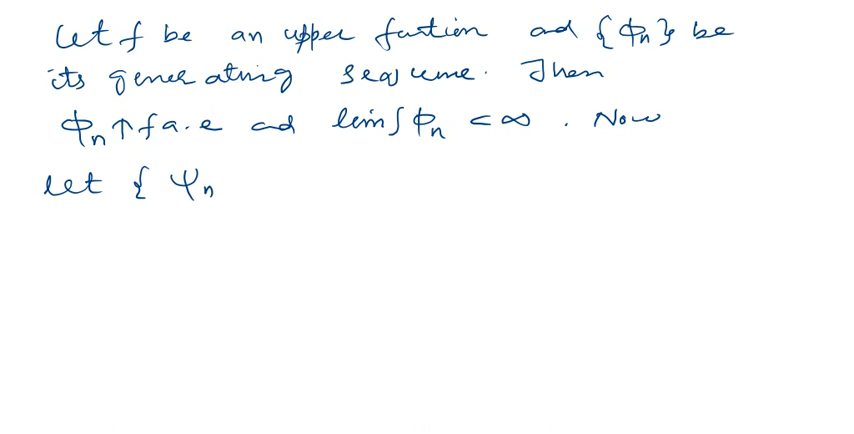 let f be an upper function and {ϕn} be
its generating sequence. Then
ϕn ↑ f a.e and lim ∫ ϕn < ∞ . Now
let { ψn